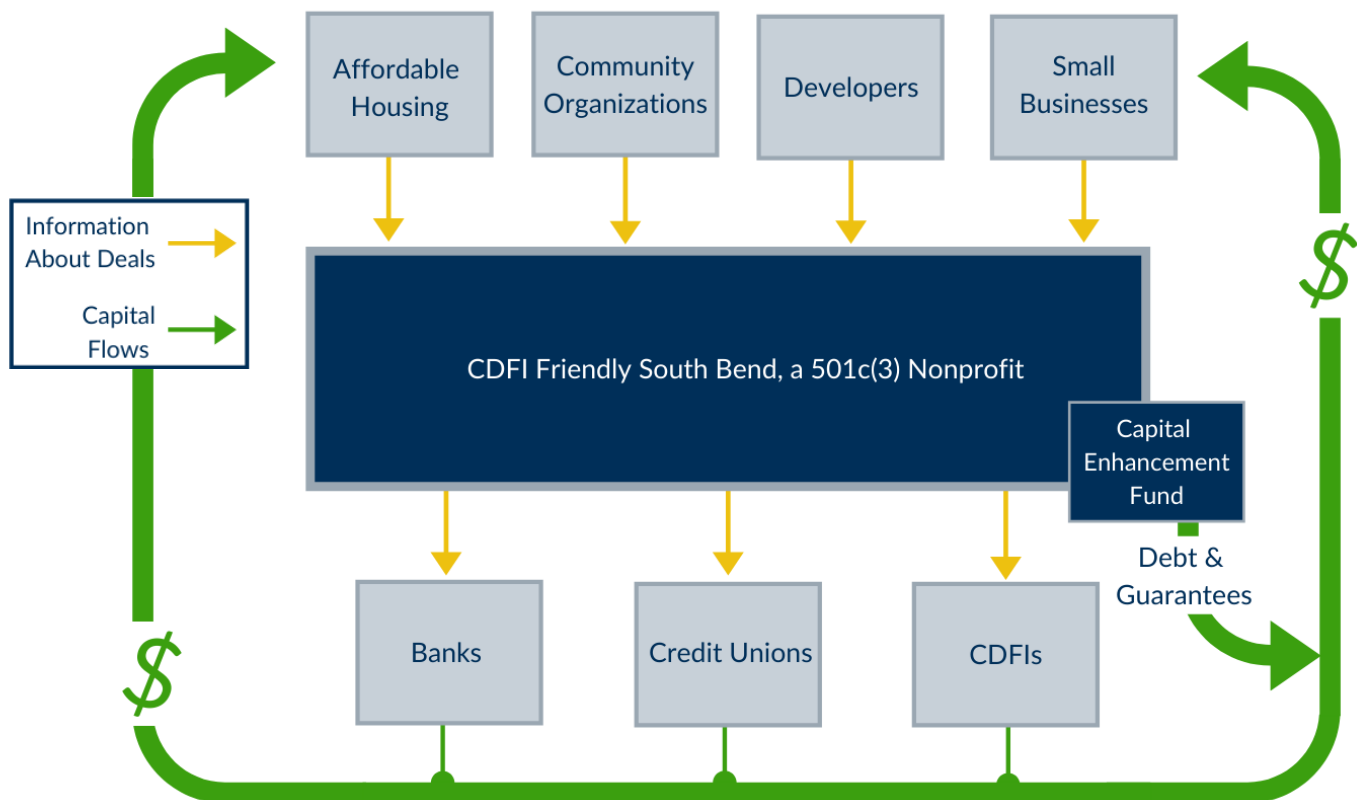 Affordable
Housing
Community
Organizations
Developers
Small
Businesses
Information
About Deals
Capital
Flows
$
CDFI Friendly South Bend, a 501c(3) Nonprofit
Capital
Enhancement
Fund
Debt &
Guarantees
Banks
Credit Unions
CDFIs
$